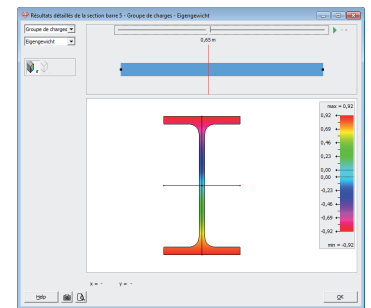 Résultats détaillés de la section barre 5 - Groupe de charges - Eigengewicht
Groupe de charges
Eigengewicht
0,65 m
max = 0,92
0,92
0,69
0,46
0,23
0,00
0,00
-0,23
-0,46
-0,69
-0,92
min = -0,92
x = -
y = -
Help
OK